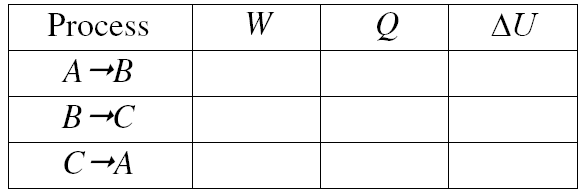 Process W Q ΔU
A→B
B→C
C→A